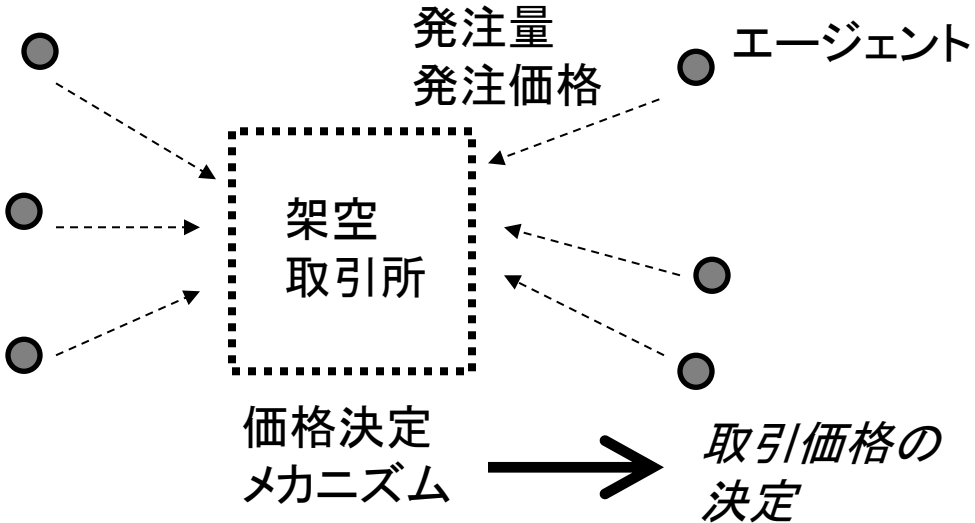 発注量
発注価格
エージェント
架空
取引所
価格決定
メカニズム
取引価格の
決定